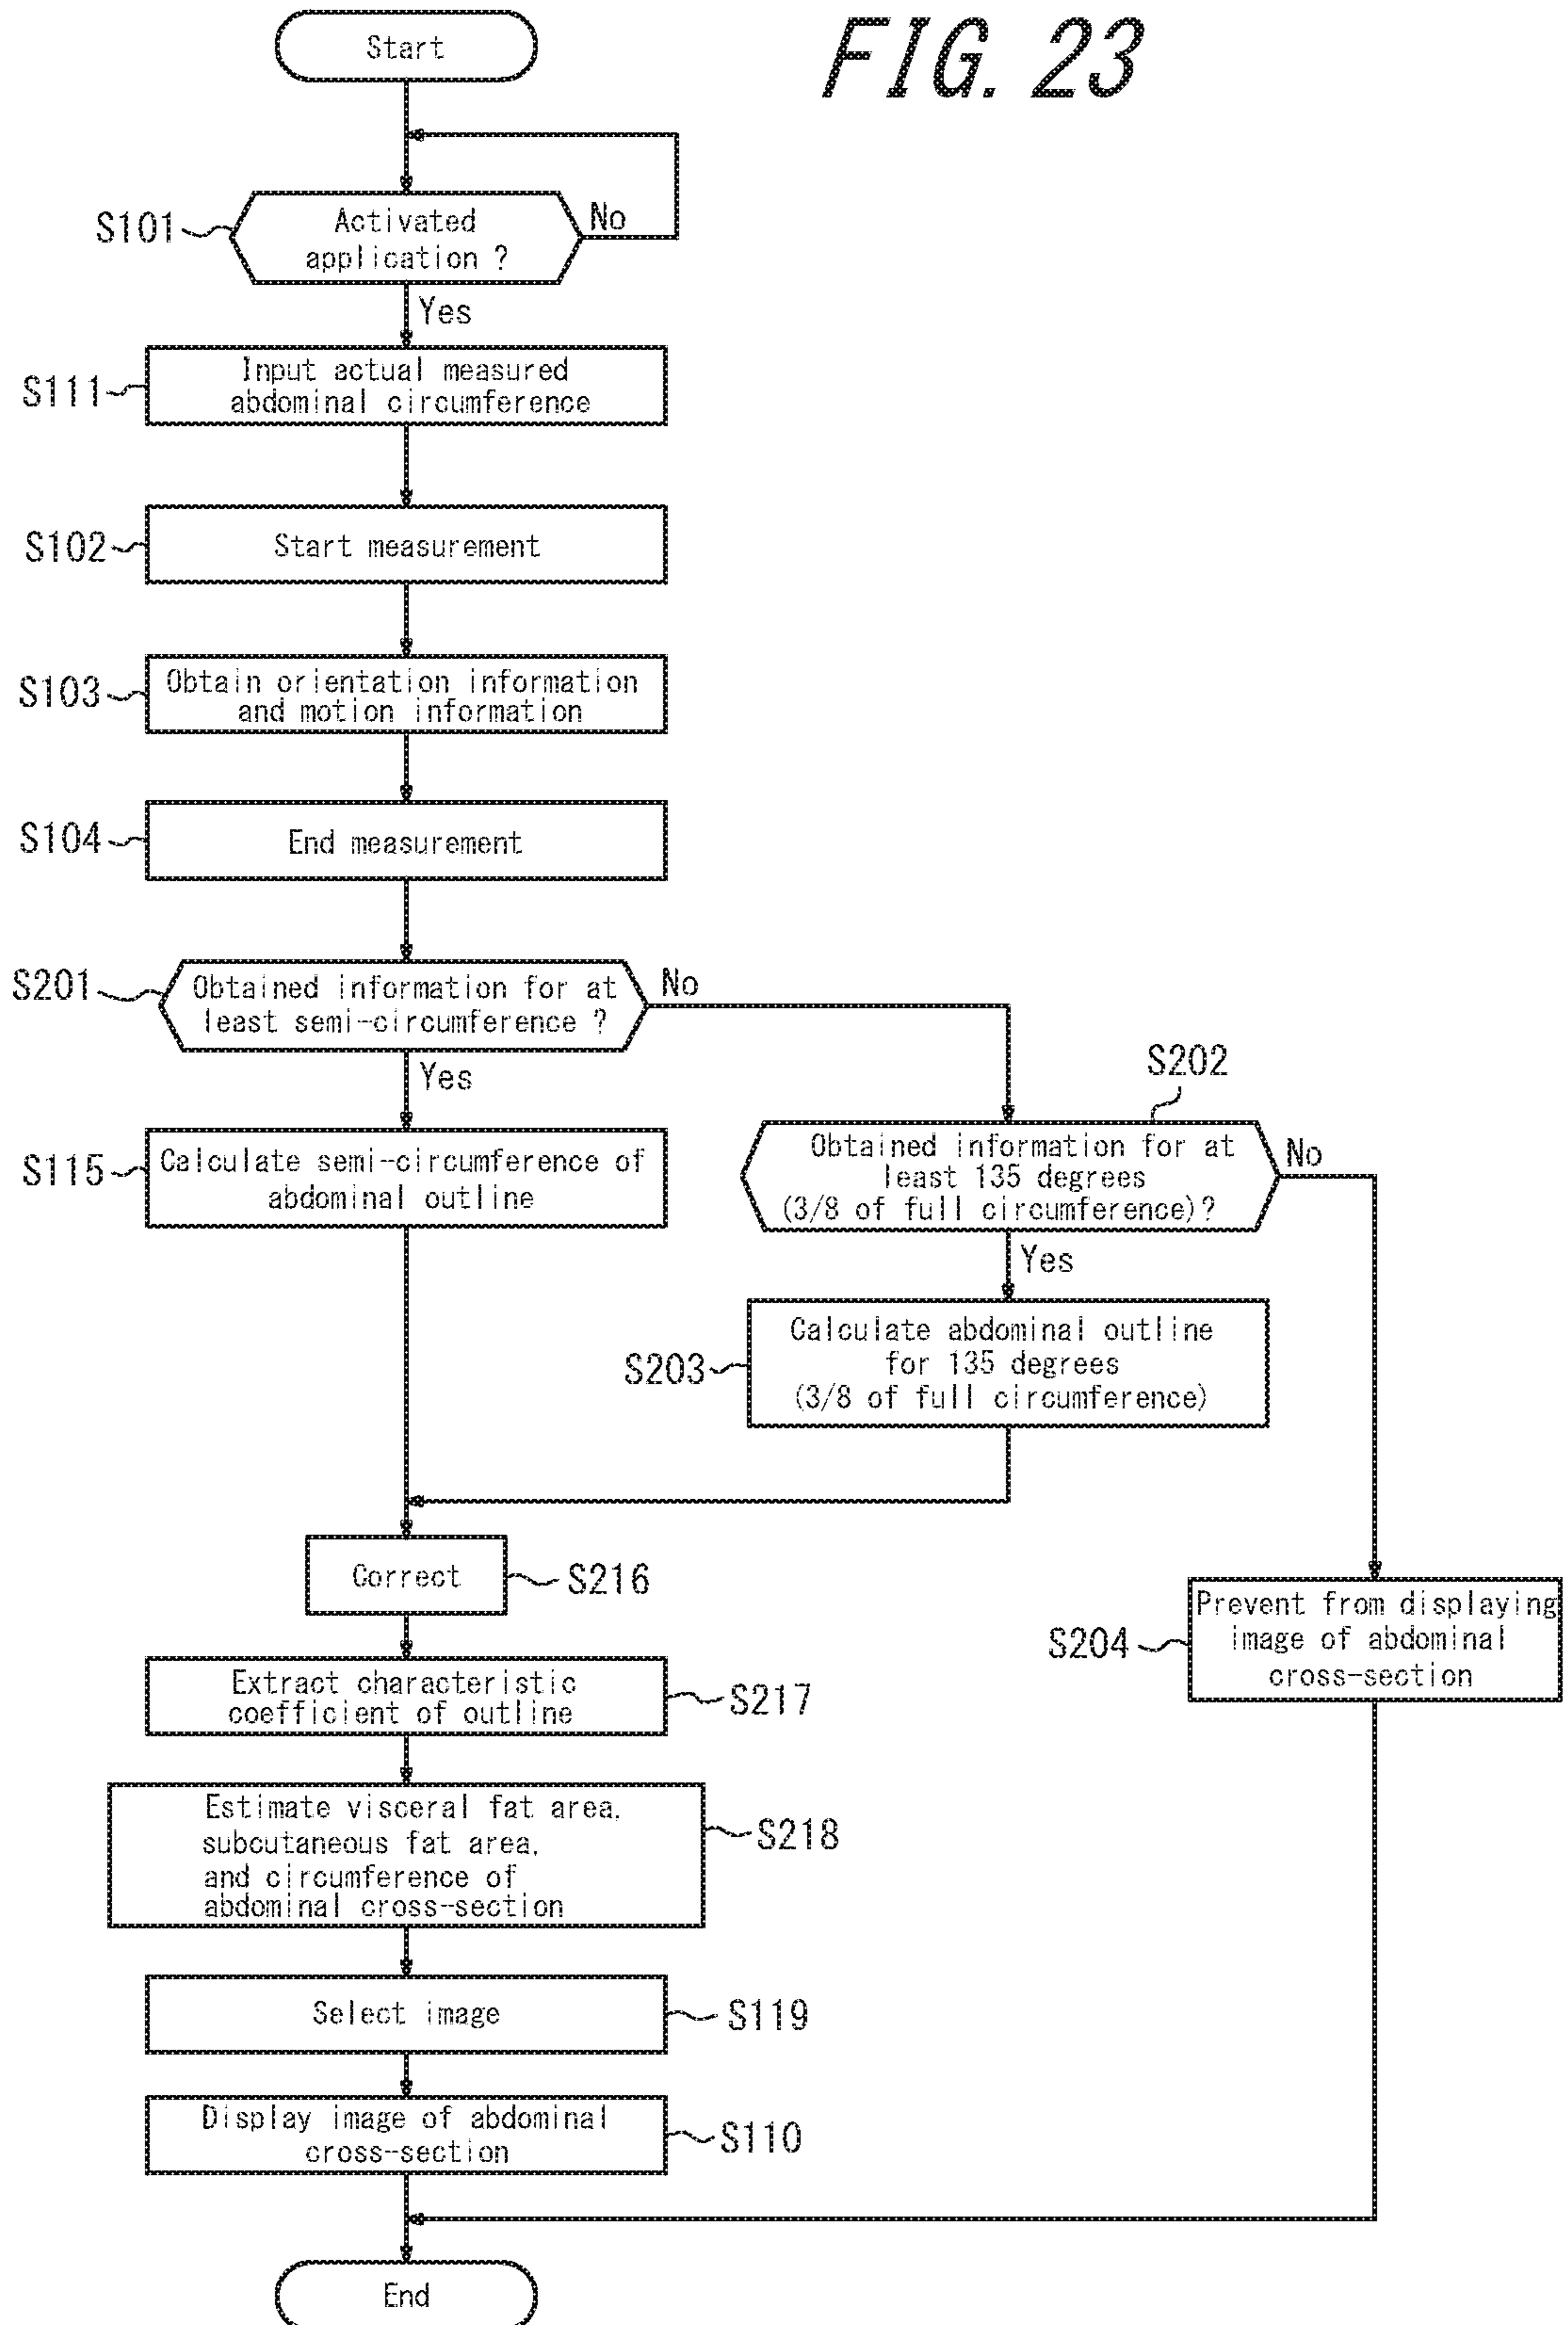 FIG. 23
Start
S101
Activated
application ?
No
Yes
S111
Input actual measured
abdominal circumference
S102
Start measurement
S103
Obtain orientation information
and motion information
S104
End measurement
S201
Obtained information for at
least semi-circumference ?
No
Yes
S115
Calculate semi-circumference of
abdominal outline
S202
Obtained information for at
least 135 degrees
(3/8 of full circumference)?
No
Yes
S203
Calculate abdominal outline
for 135 degrees
(3/8 of full circumference)
Correct
S216
S204
Prevent from displaying
image of abdominal
cross-section
Extract characteristic
coefficient of outline
S217
Estimate visceral fat area,
subcutaneous fat area,
and circumference of
abdominal cross-section
S218
Select image
S119
Display image of abdominal
cross-section
S110
End